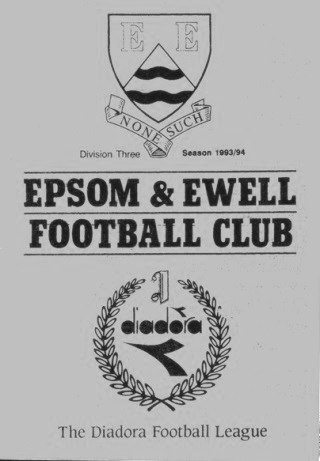 E E
NONE SUCH
Division Three Season 1993/94
EPSOM & EWELL
FOOTBALL CLUB
diadora
The Diadora Football League